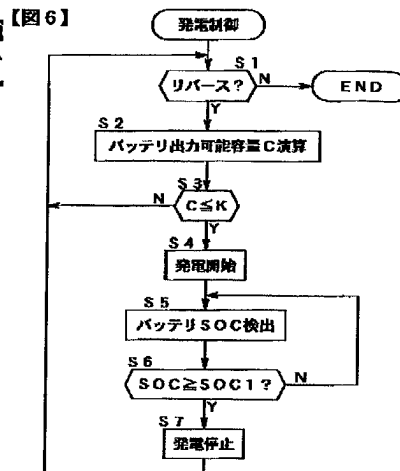 【図6】
発電制御
S1
リバース?
N
END
Y
S2
バッテリ出力可能容量C演算
S3
N
C≦K
Y
S4
発電開始
S5
バッテリSOC検出
S6
SOC≧SOC1?
N
Y
S7
発電停止